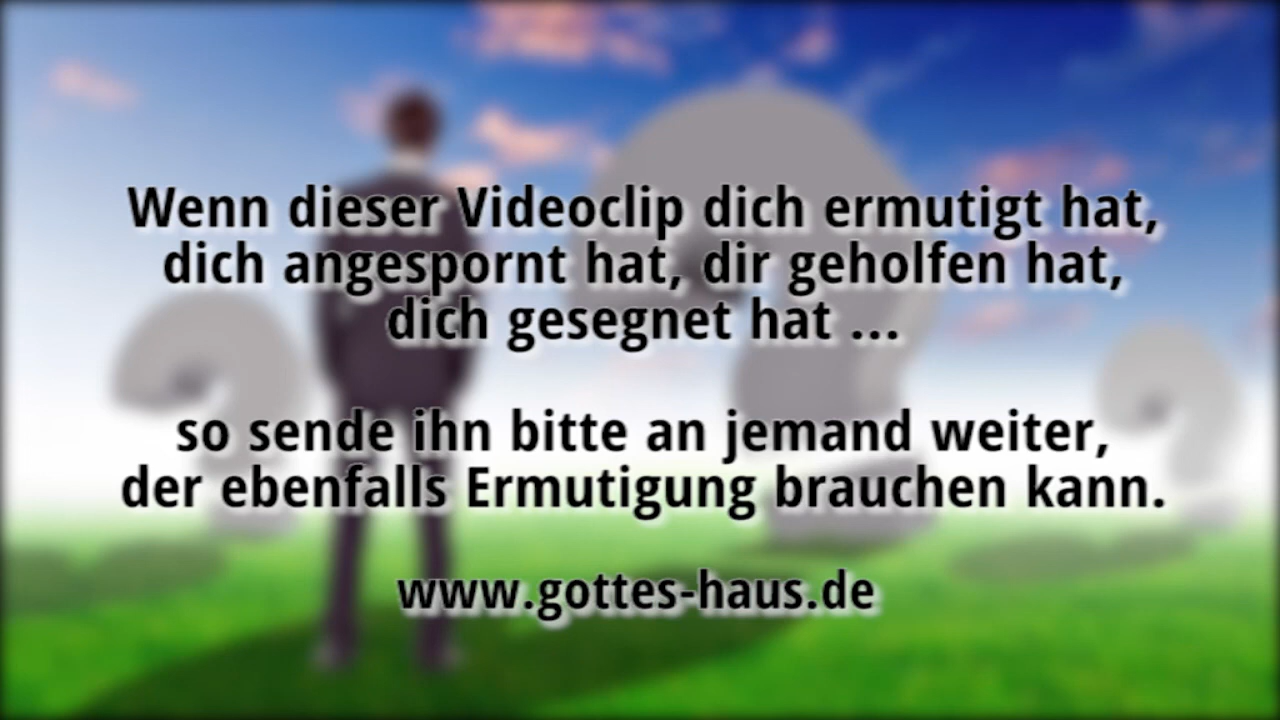 Wenn dieser Videoclip dich ermutigt hat,
dich angespornt hat, dir geholfen hat,
dich gesegnet hat ...
so sende ihn bitte an jemand weiter,
der ebenfalls Ermutigung brauchen kann.
www.gottes-haus.de